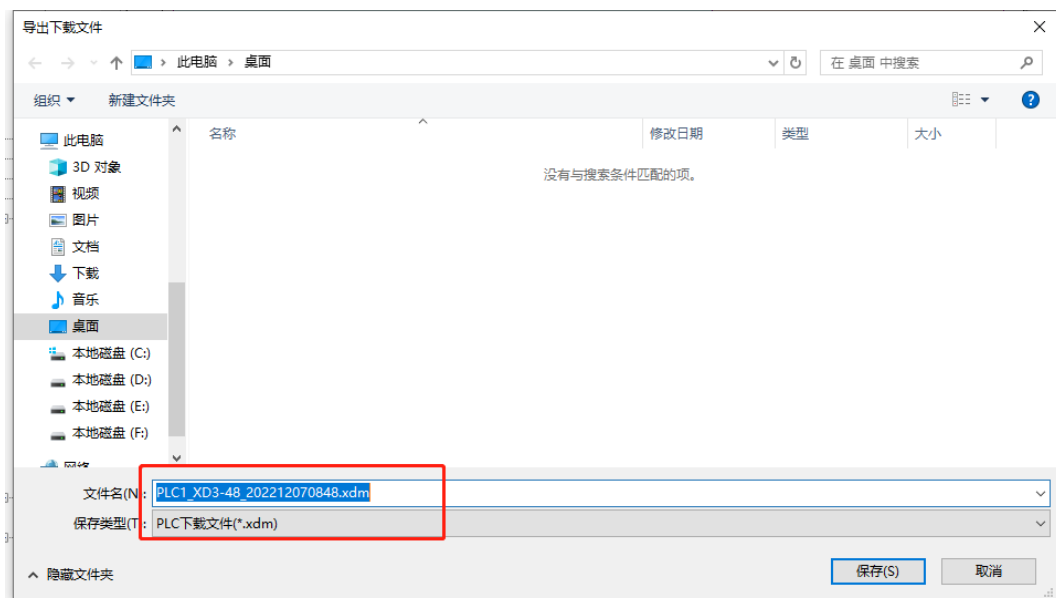 导出下载文件
此电脑 › 桌面
在 桌面 中搜索
组织
新建文件夹
名称
修改日期
类型
大小
没有与搜索条件匹配的项。
此电脑
3D 对象
视频
图片
文档
下载
音乐
桌面
本地磁盘 (C:)
本地磁盘 (D:)
本地磁盘 (E:)
本地磁盘 (F:)
网络
文件名(N): PLC1_XD3-48_202212070848.xdm
保存类型(T): PLC下载文件(*.xdm)
隐藏文件夹
保存(S)
取消